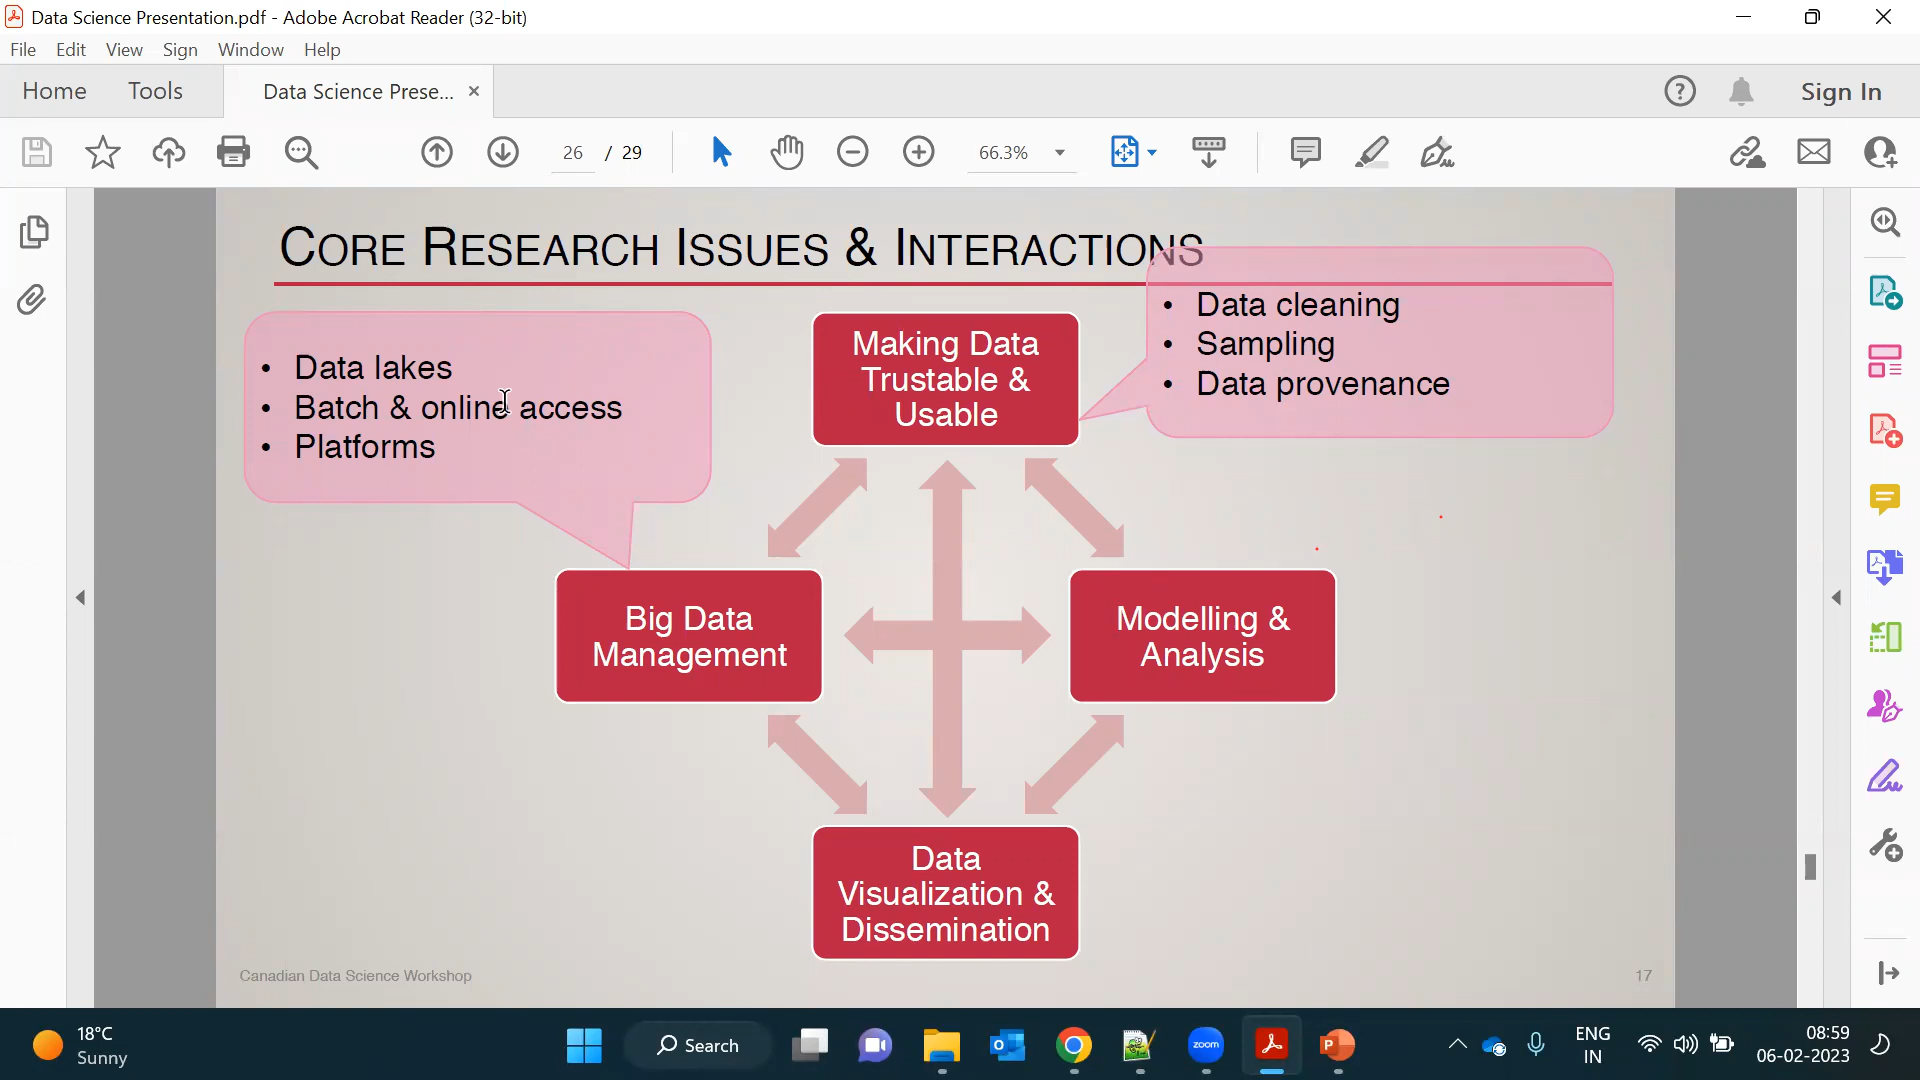 Data Science Presentation.pdf - Adobe Acrobat Reader (32-bit)
File Edit View Sign Window Help
Home Tools Data Science Prese... × Sign In
26 / 29 66.3%
CORE RESEARCH ISSUES & INTERACTIONS
• Data cleaning
• Sampling
• Data provenance
Making Data
Trustable &
Usable
• Data lakes
• Batch & online access
• Platforms
Big Data
Management
Modelling &
Analysis
Data
Visualization &
Dissemination
Canadian Data Science Workshop 17
18°C
Sunny
Search
zoom
ENG
IN
08:59
06-02-2023